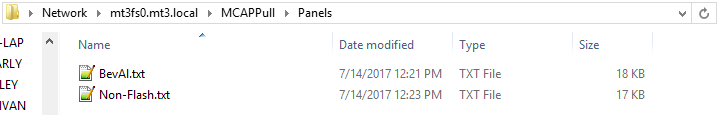 Network › mt3fs0.mt3.local › MCAPPull › Panels
-LAP
ARLY
LEY
IVAN
Name Date modified Type Size
BevAl.txt 7/14/2017 12:21 PM TXT File 18 KB
Non-Flash.txt 7/14/2017 12:23 PM TXT File 17 KB